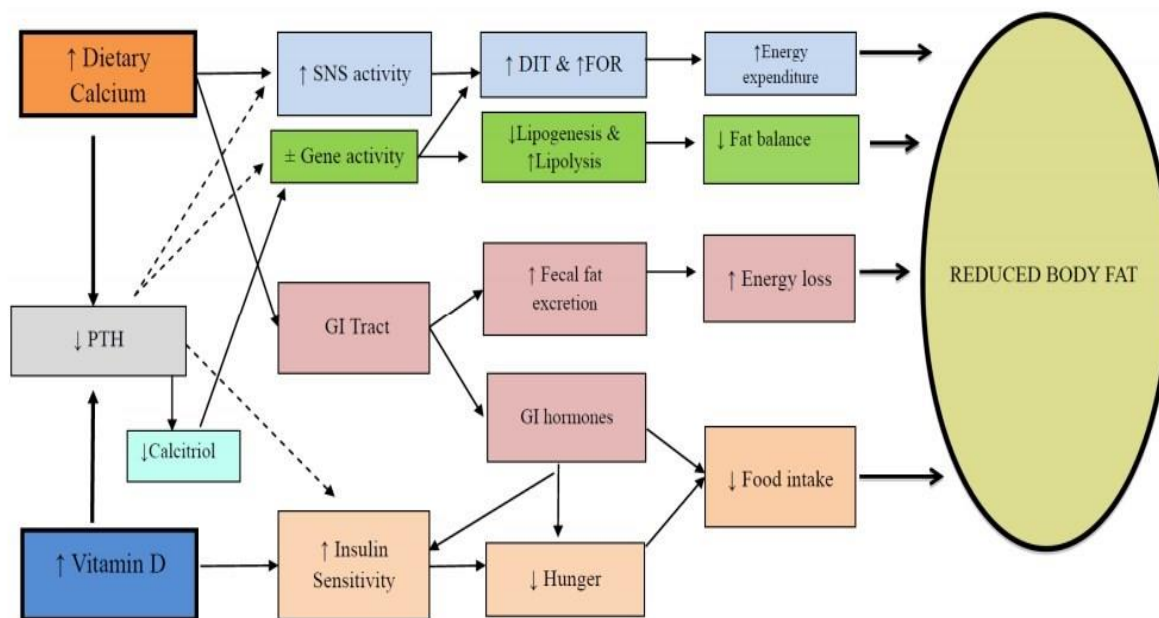 ↑ Dietary
Calcium
↑ SNS activity
↑ DIT & ↑FOR
↑Energy
expenditure
± Gene activity
↓Lipogenesis &
↑Lipolysis
↓ Fat balance
↑ Fecal fat
excretion
↑ Energy loss
REDUCED BODY FAT
GI Tract
↓ PTH
GI hormones
↓Calcitriol
↓ Food intake
↑ Vitamin D
↑ Insulin
Sensitivity
↓ Hunger